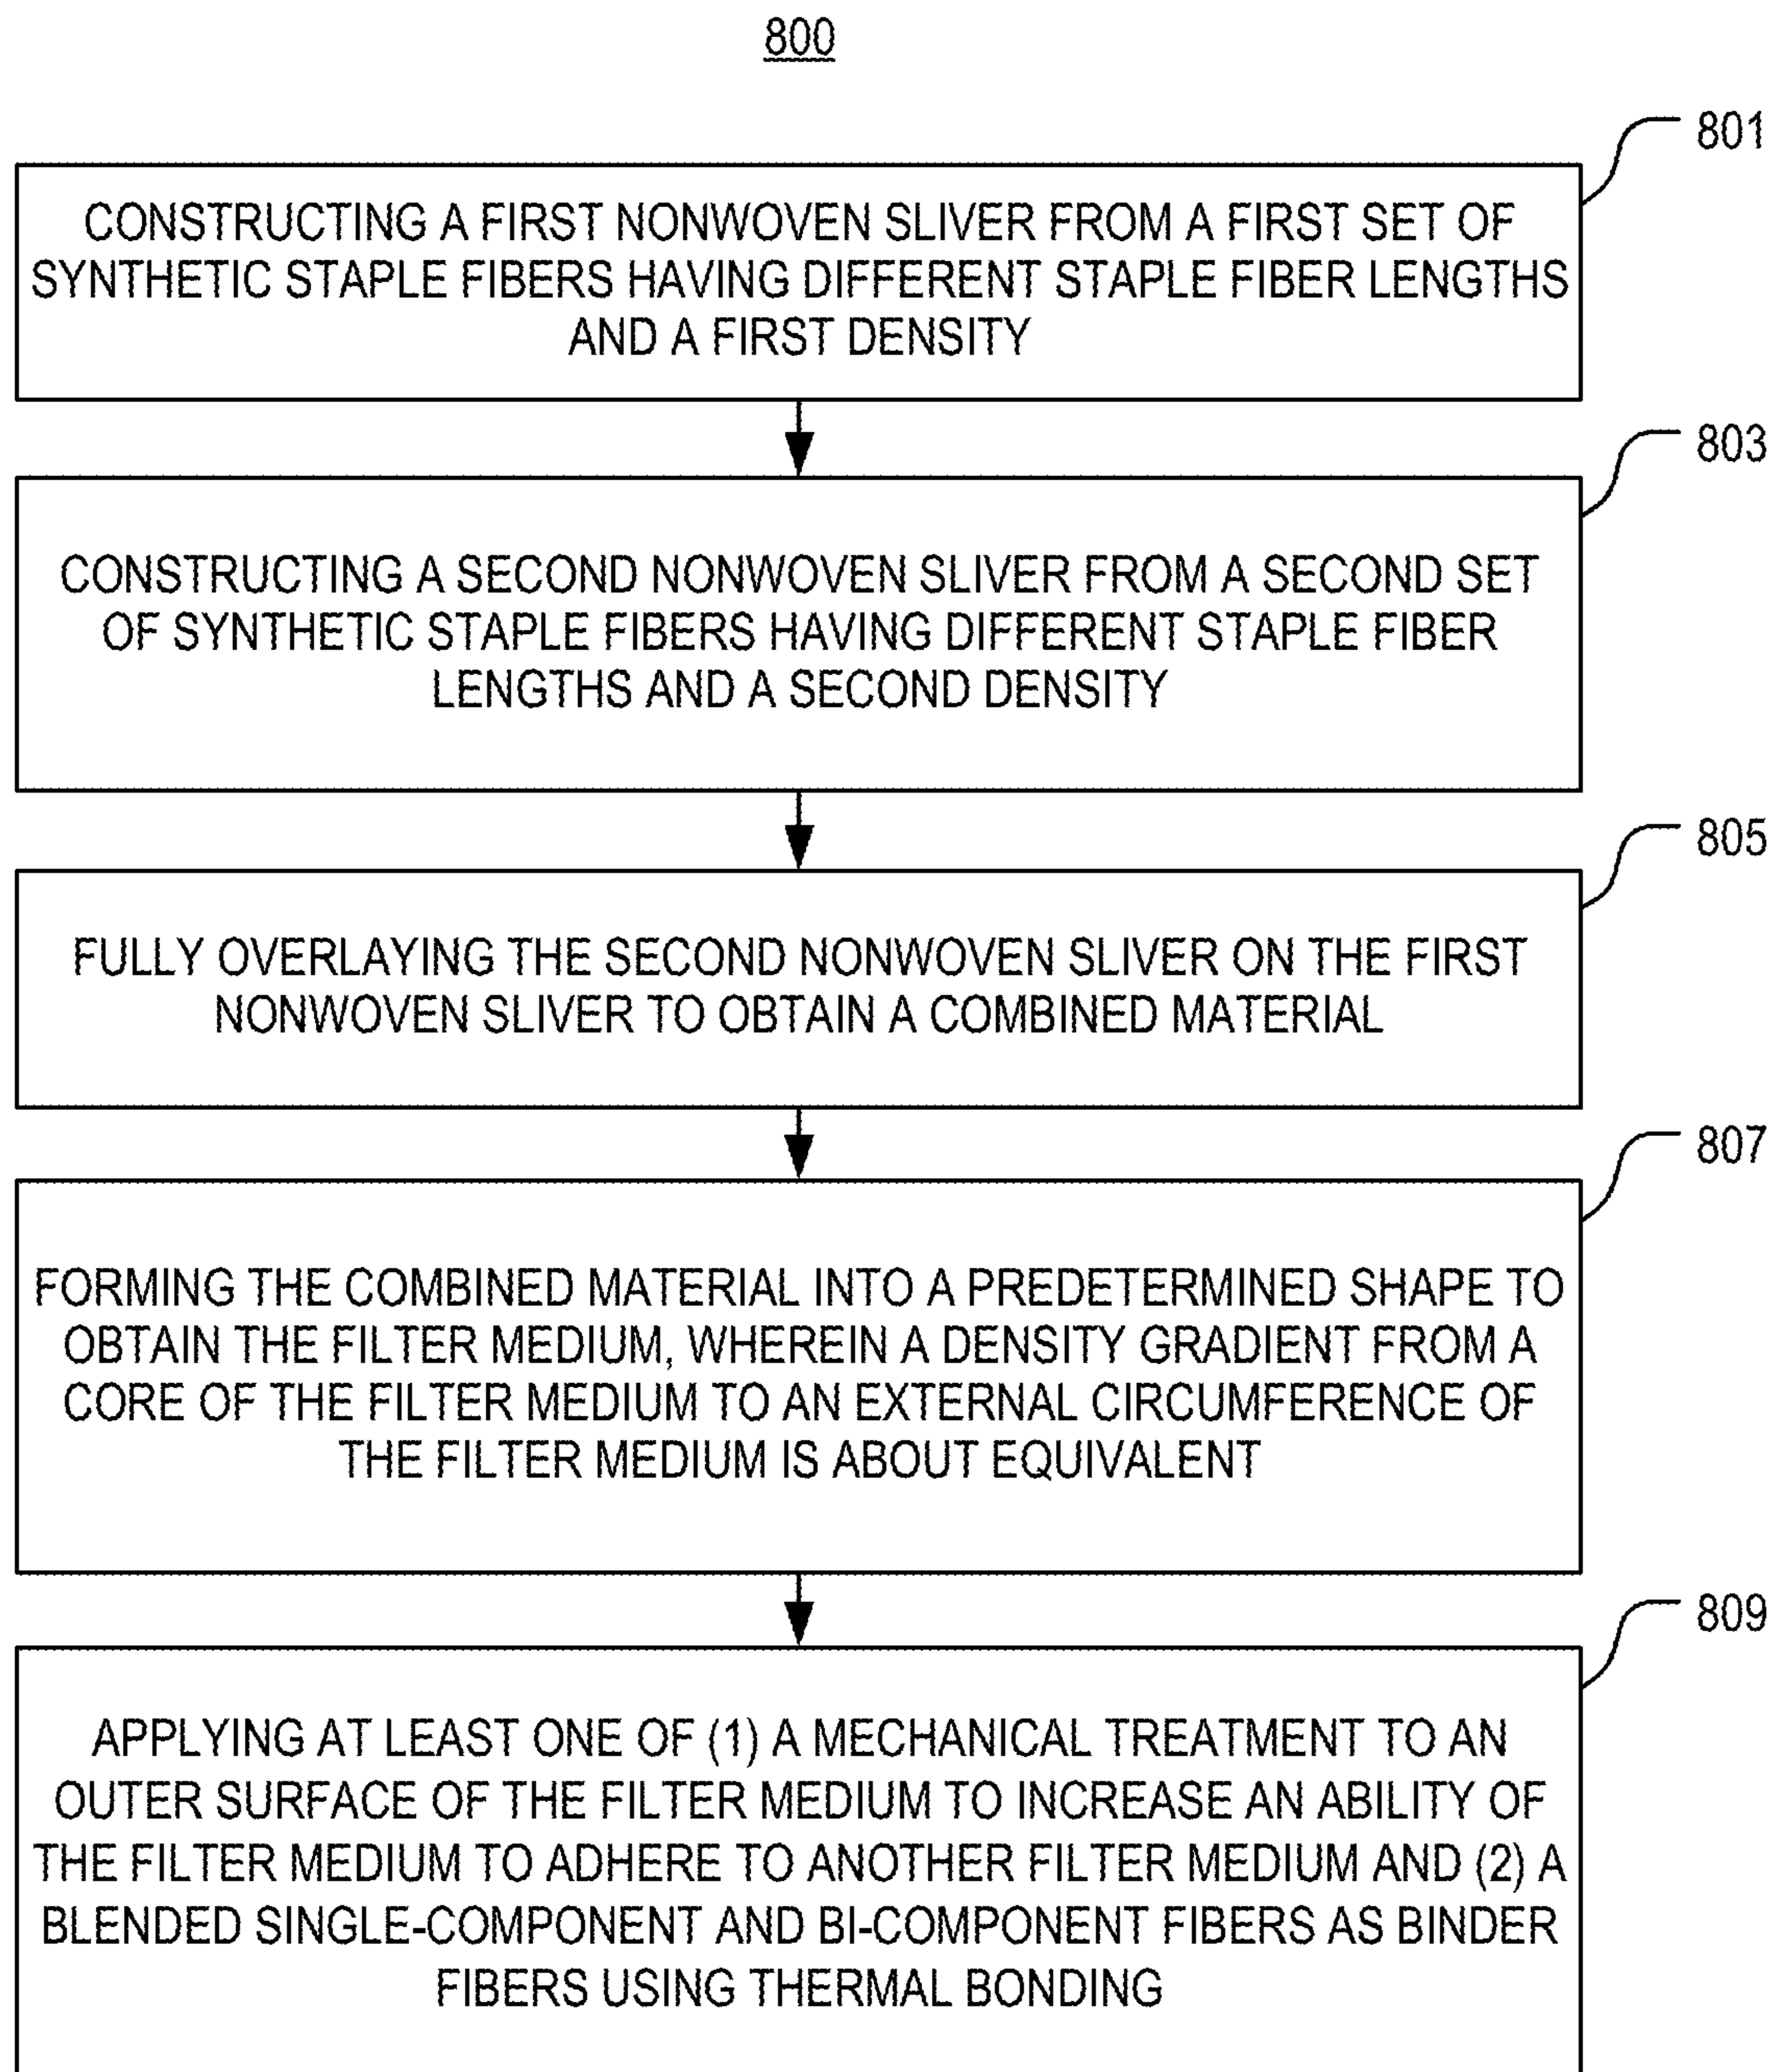 800
801
CONSTRUCTING A FIRST NONWOVEN SLIVER FROM A FIRST SET OF
SYNTHETIC STAPLE FIBERS HAVING DIFFERENT STAPLE FIBER LENGTHS
AND A FIRST DENSITY
803
CONSTRUCTING A SECOND NONWOVEN SLIVER FROM A SECOND SET
OF SYNTHETIC STAPLE FIBERS HAVING DIFFERENT STAPLE FIBER
LENGTHS AND A SECOND DENSITY
805
FULLY OVERLAYING THE SECOND NONWOVEN SLIVER ON THE FIRST
NONWOVEN SLIVER TO OBTAIN A COMBINED MATERIAL
807
FORMING THE COMBINED MATERIAL INTO A PREDETERMINED SHAPE TO
OBTAIN THE FILTER MEDIUM, WHEREIN A DENSITY GRADIENT FROM A
CORE OF THE FILTER MEDIUM TO AN EXTERNAL CIRCUMFERENCE OF
THE FILTER MEDIUM IS ABOUT EQUIVALENT
809
APPLYING AT LEAST ONE OF (1) A MECHANICAL TREATMENT TO AN
OUTER SURFACE OF THE FILTER MEDIUM TO INCREASE AN ABILITY OF
THE FILTER MEDIUM TO ADHERE TO ANOTHER FILTER MEDIUM AND (2) A
BLENDED SINGLE-COMPONENT AND BI-COMPONENT FIBERS AS BINDER
FIBERS USING THERMAL BONDING